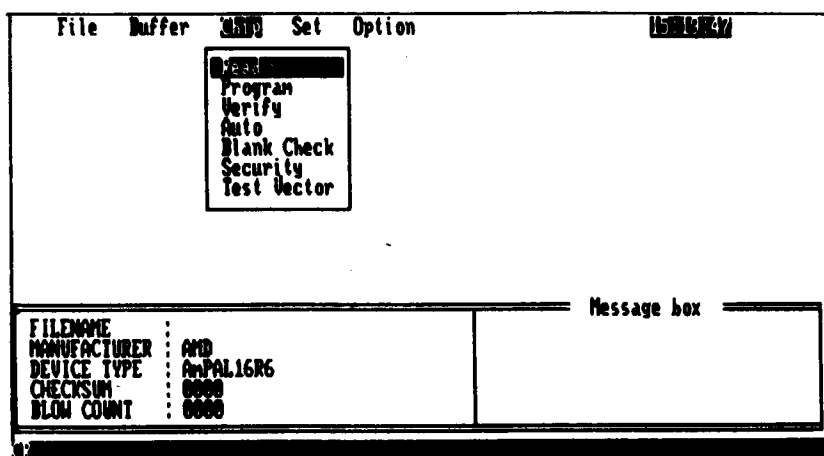 File Buffer Set Option
Read
Program
Verify
Auto
Blank Check
Security
Test Vector
Message box
FILENAME :
MANUFACTURER : AMD
DEVICE TYPE : AmPAL16R6
CHECKSUM : 0000
BLOW COUNT : 0000